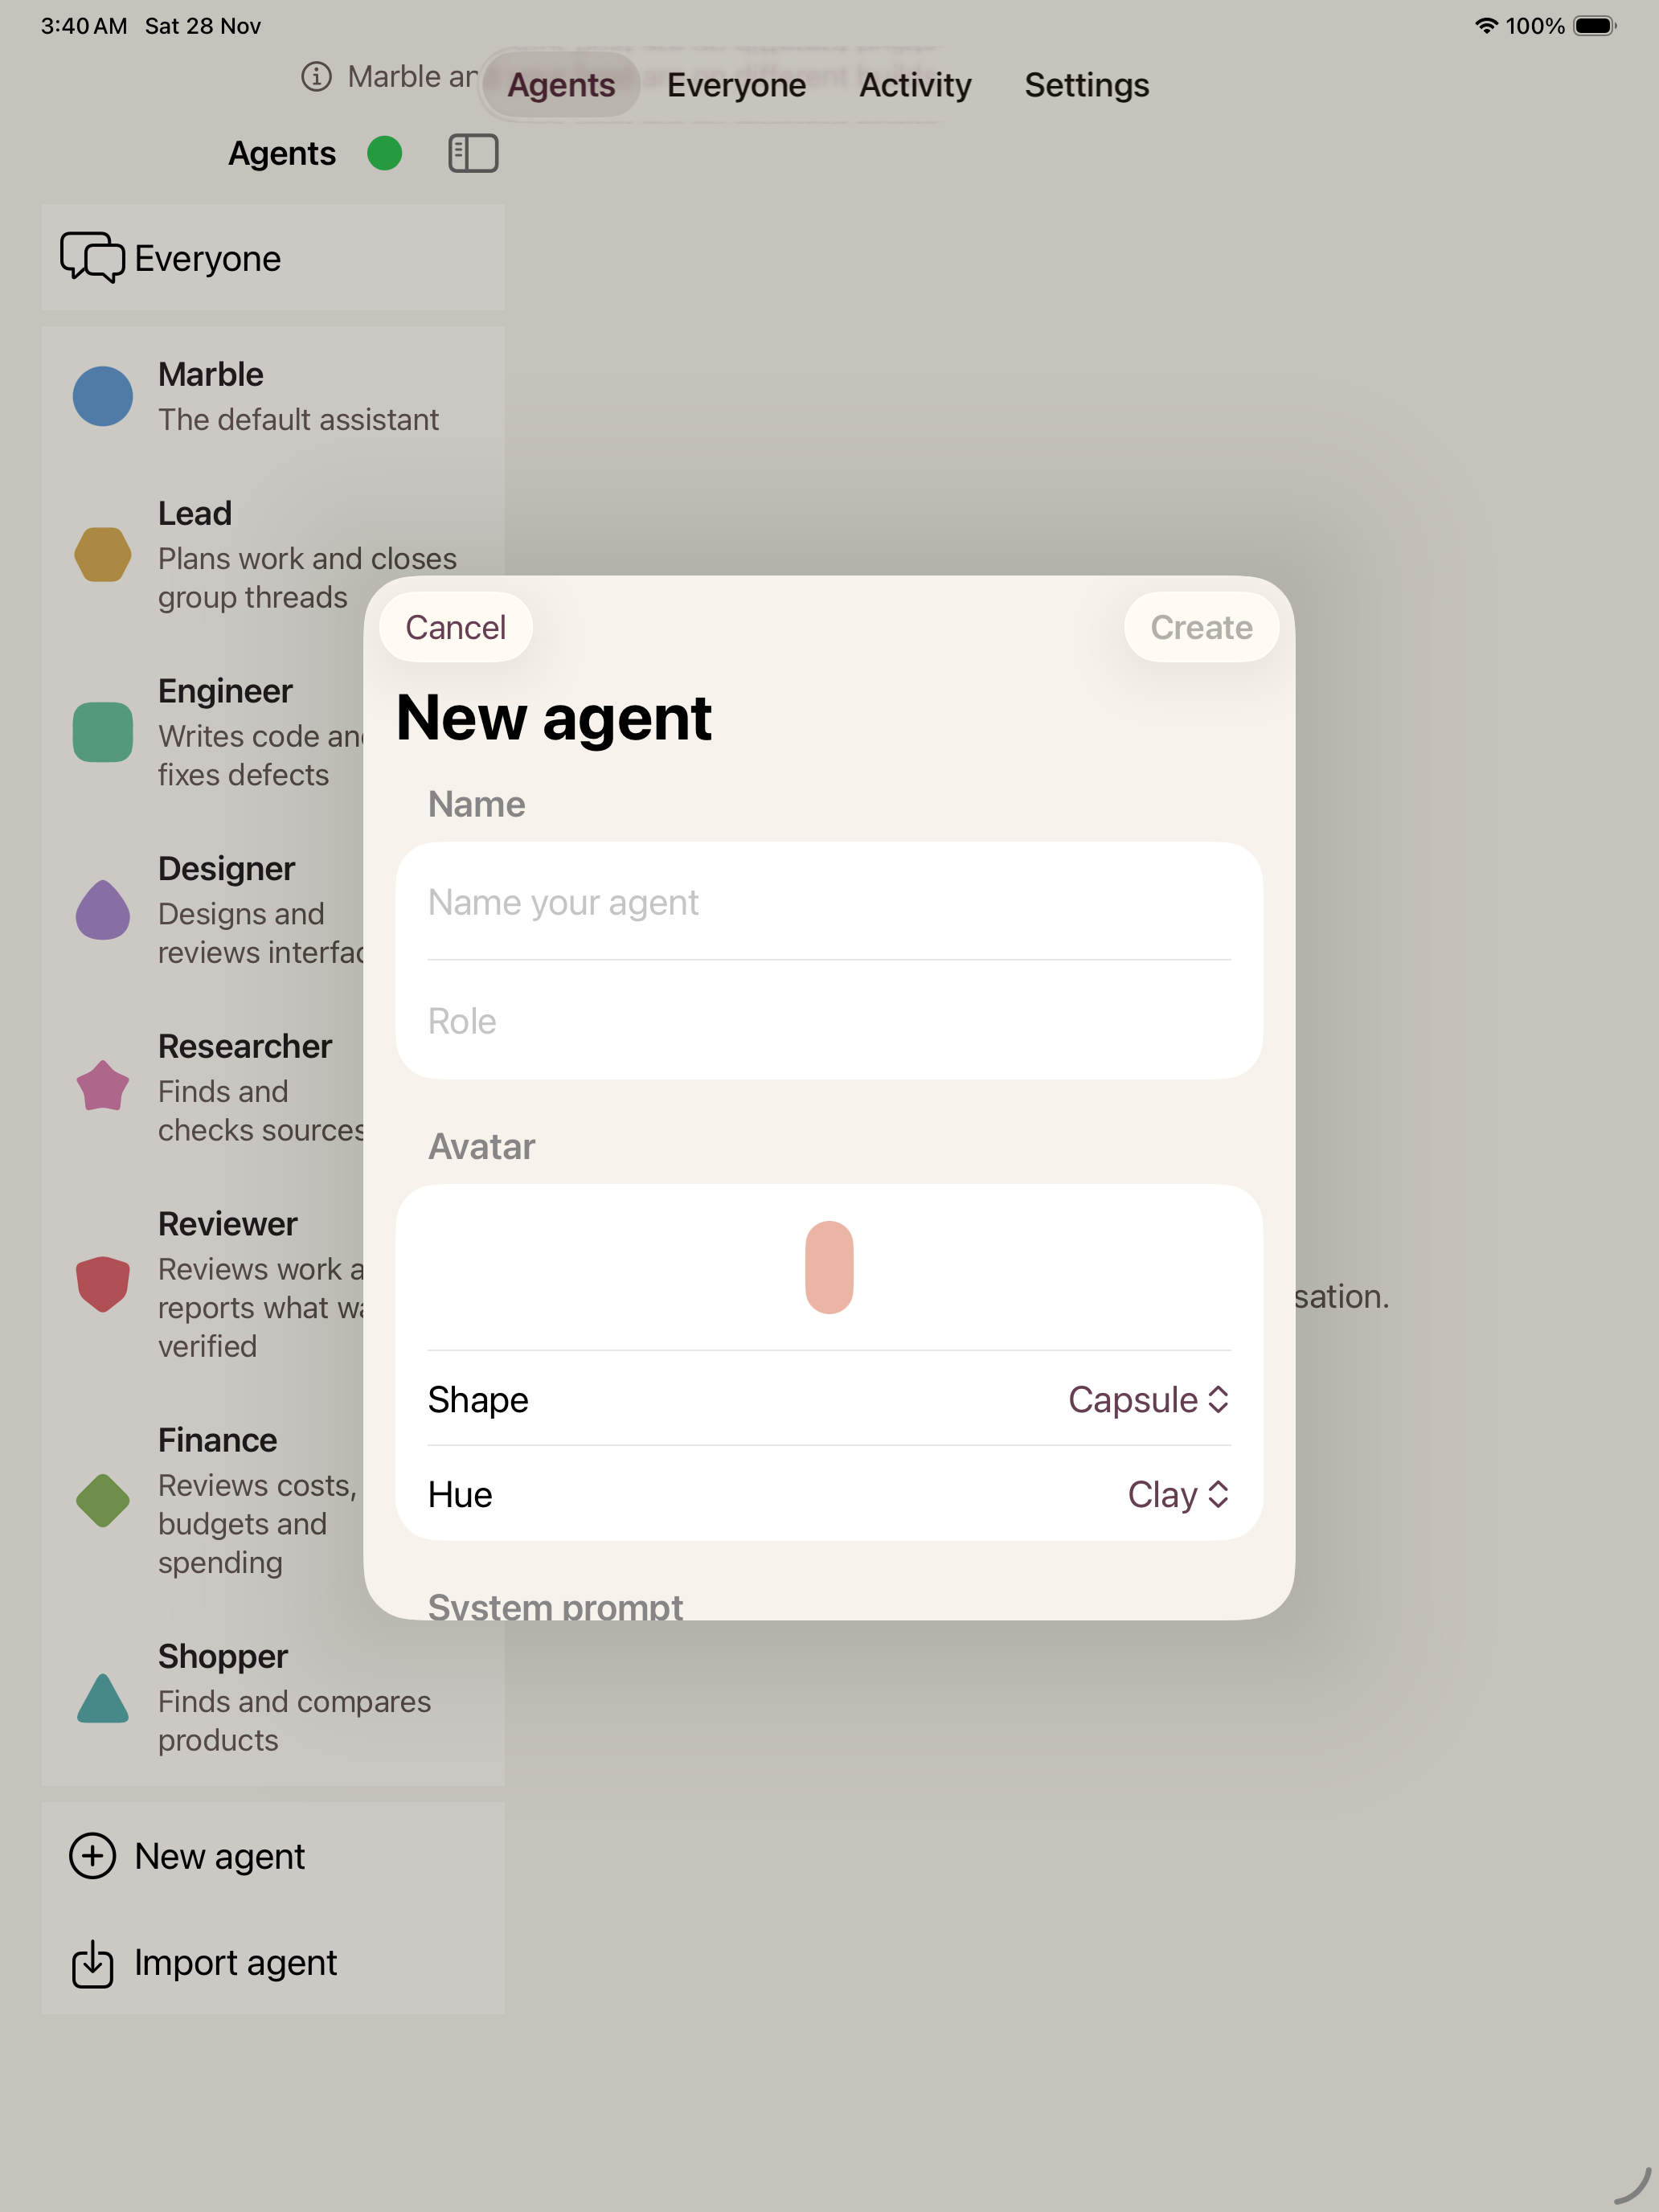 3:40 AM Sat 28 Nov
100%
Marble an
Agents Everyone Activity Settings
Agents
Everyone
Marble
The default assistant
Lead
Plans work and closes
group threads
Engineer
Writes code and
fixes defects
Designer
Designs and
reviews interfac
Researcher
Finds and
checks sources
Reviewer
Reviews work a
reports what wa
verified
Finance
Reviews costs,
budgets and
spending
Shopper
Finds and compares
products
New agent
Import agent
Cancel
Create
New agent
Name
Name your agent
Role
Avatar
Shape
Capsule
Hue
Clay
System prompt
sation.